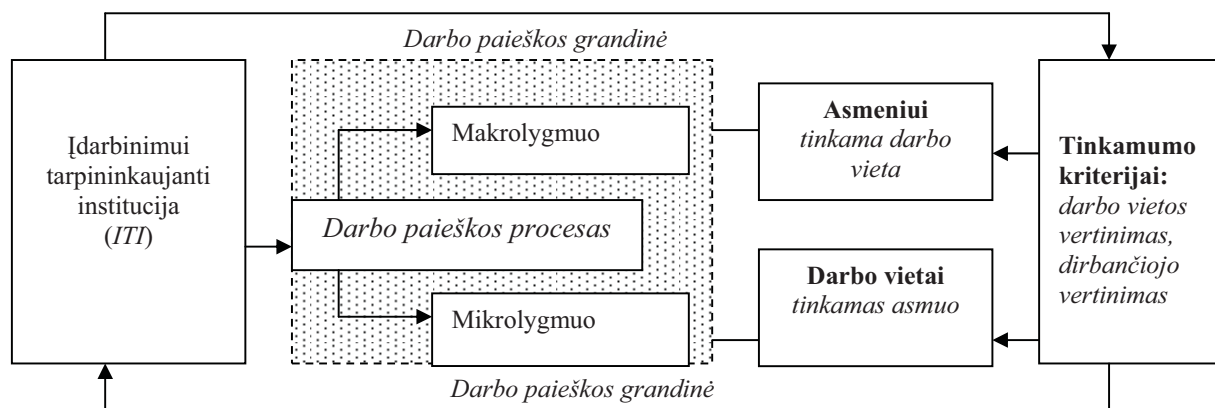 Darbo paieškos grandinė
Įdarbinimui
tarpininkaujanti
institucija
(ITI)
Makrolygmuo
Darbo paieškos procesas
Mikrolygmuo
Asmeniui
tinkama darbo
vieta
Darbo vietai
tinkamas asmuo
Tinkamumo
kriterijai:
darbo vietos
vertinimas,
dirbančiojo
vertinimas
Darbo paieškos grandinė